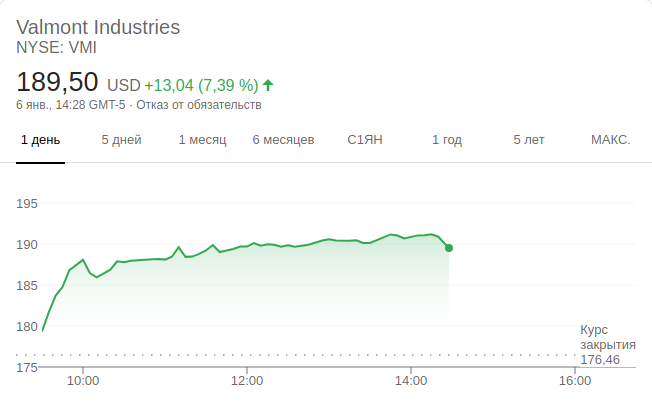 Valmont Industries
NYSE: VMI
189,50 USD +13,04 (7,39 %)
6 янв., 14:28 GMT-5 · Отказ от обязательств
1 день 5 дней 1 месяц 6 месяцев С1ЯН 1 год 5 лет МАКС.
195
190
185
180
175
Курс
закрытия
176,46
10:00 12:00 14:00 16:00